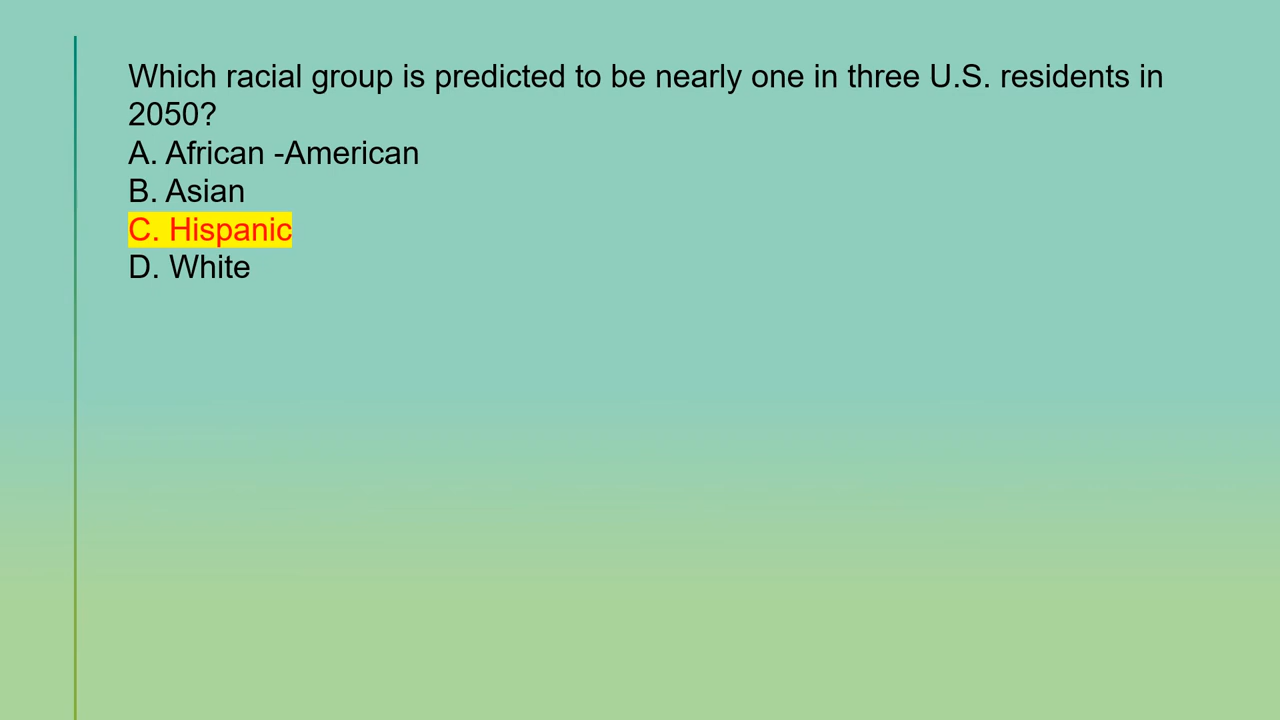 Which racial group is predicted to be nearly one in three U.S. residents in
2050?
A. African -American
B. Asian
C. Hispanic
D. White